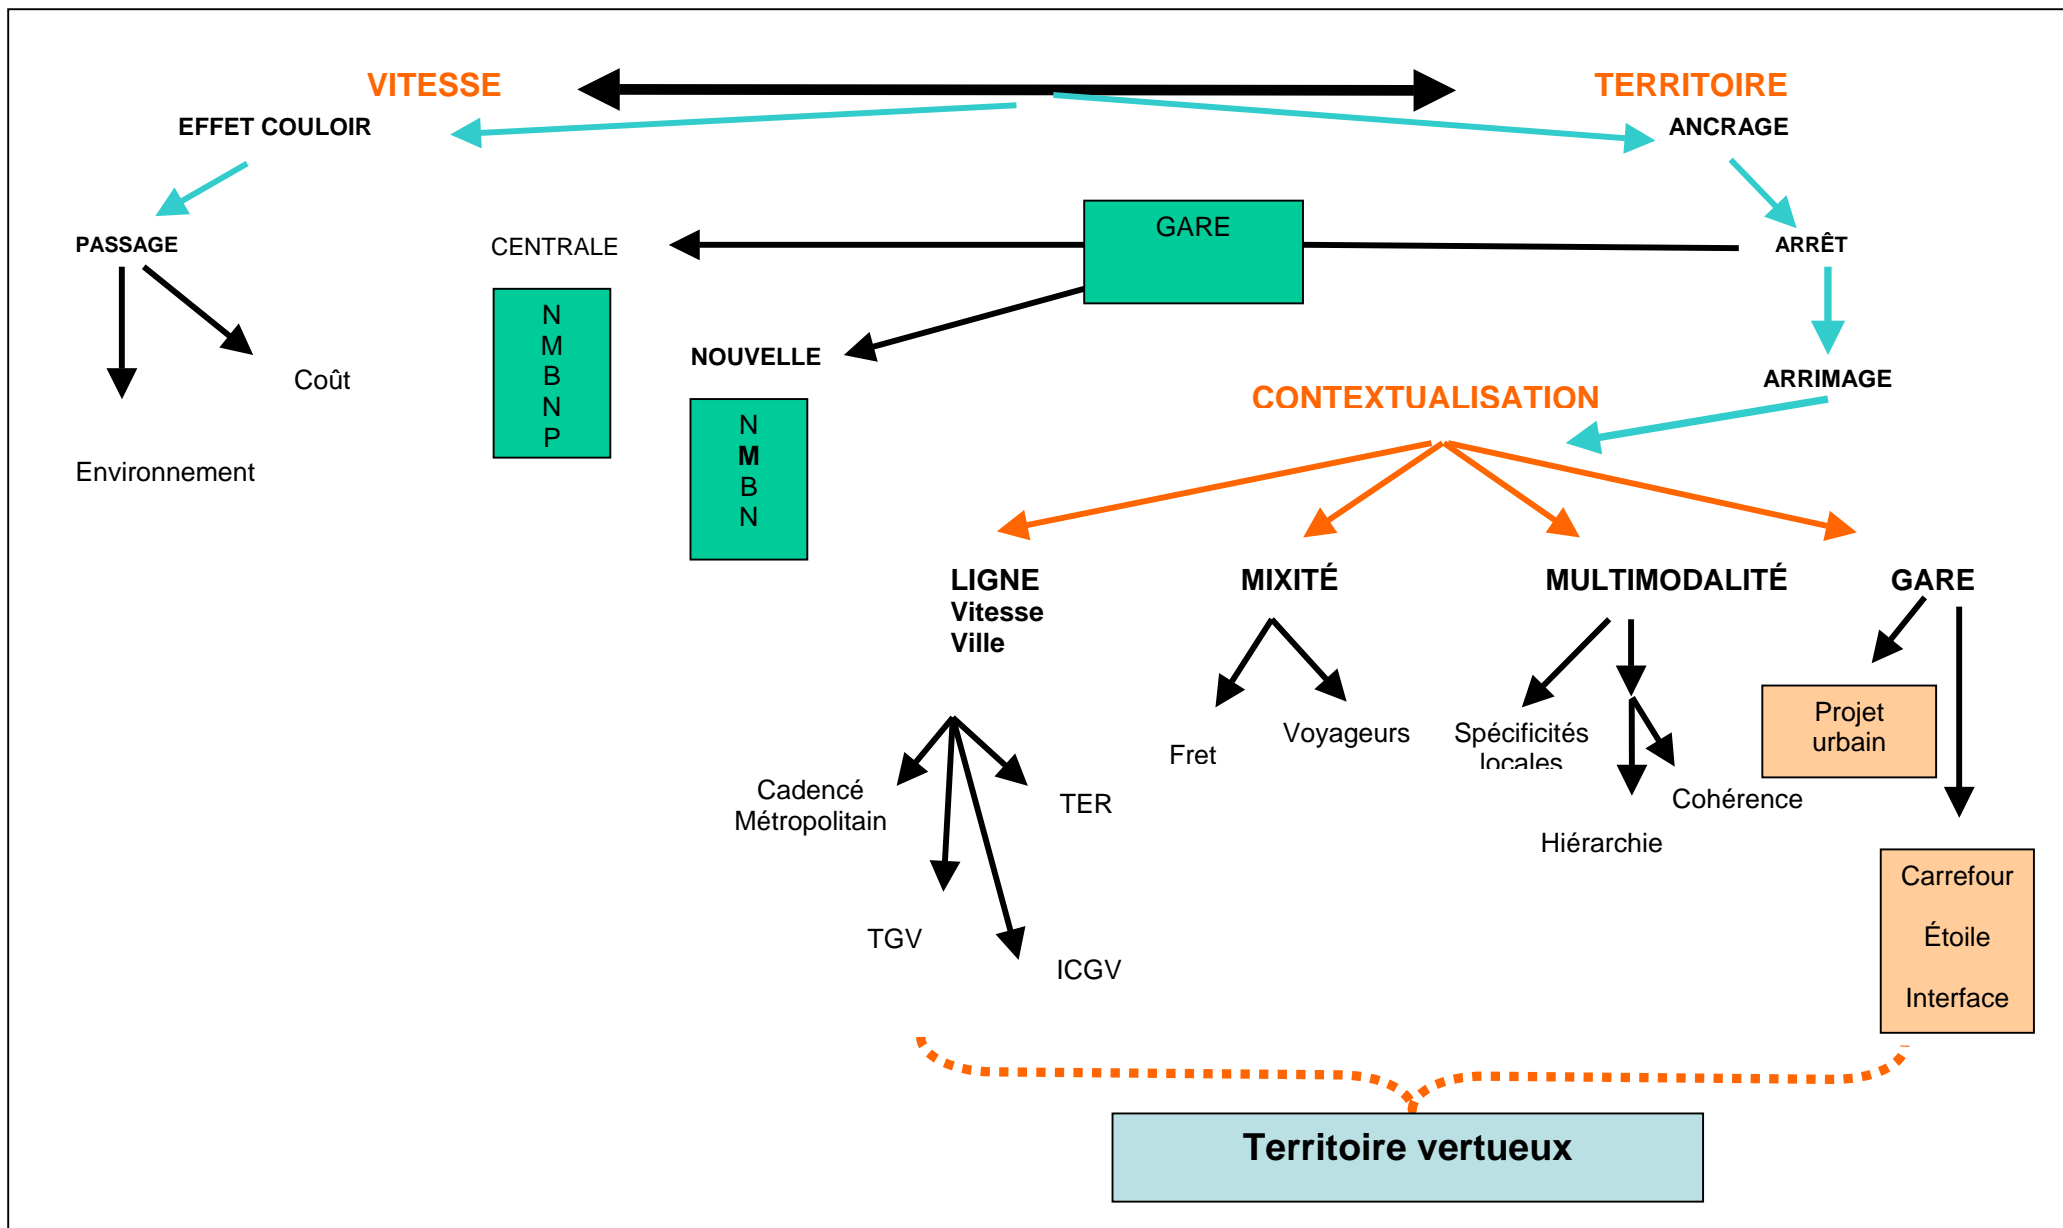 VITESSE
TERRITOIRE
EFFET COULOIR
ANCRAGE
PASSAGE
CENTRALE
GARE
ARRÊT
N
M
B
N
P
Coût
NOUVELLE
ARRIMAGE
CONTEXTUALISATION
Environnement
N
M
B
N
LIGNE
Vitesse
Ville
MIXITÉ
MULTIMODALITÉ
GARE
Fret
Voyageurs
Spécificités
locales
Projet
urbain
Cadencé
Métropolitain
TER
Cohérence
Hiérarchie
TGV
ICGV
Carrefour
Étoile
Interface
Territoire vertueux